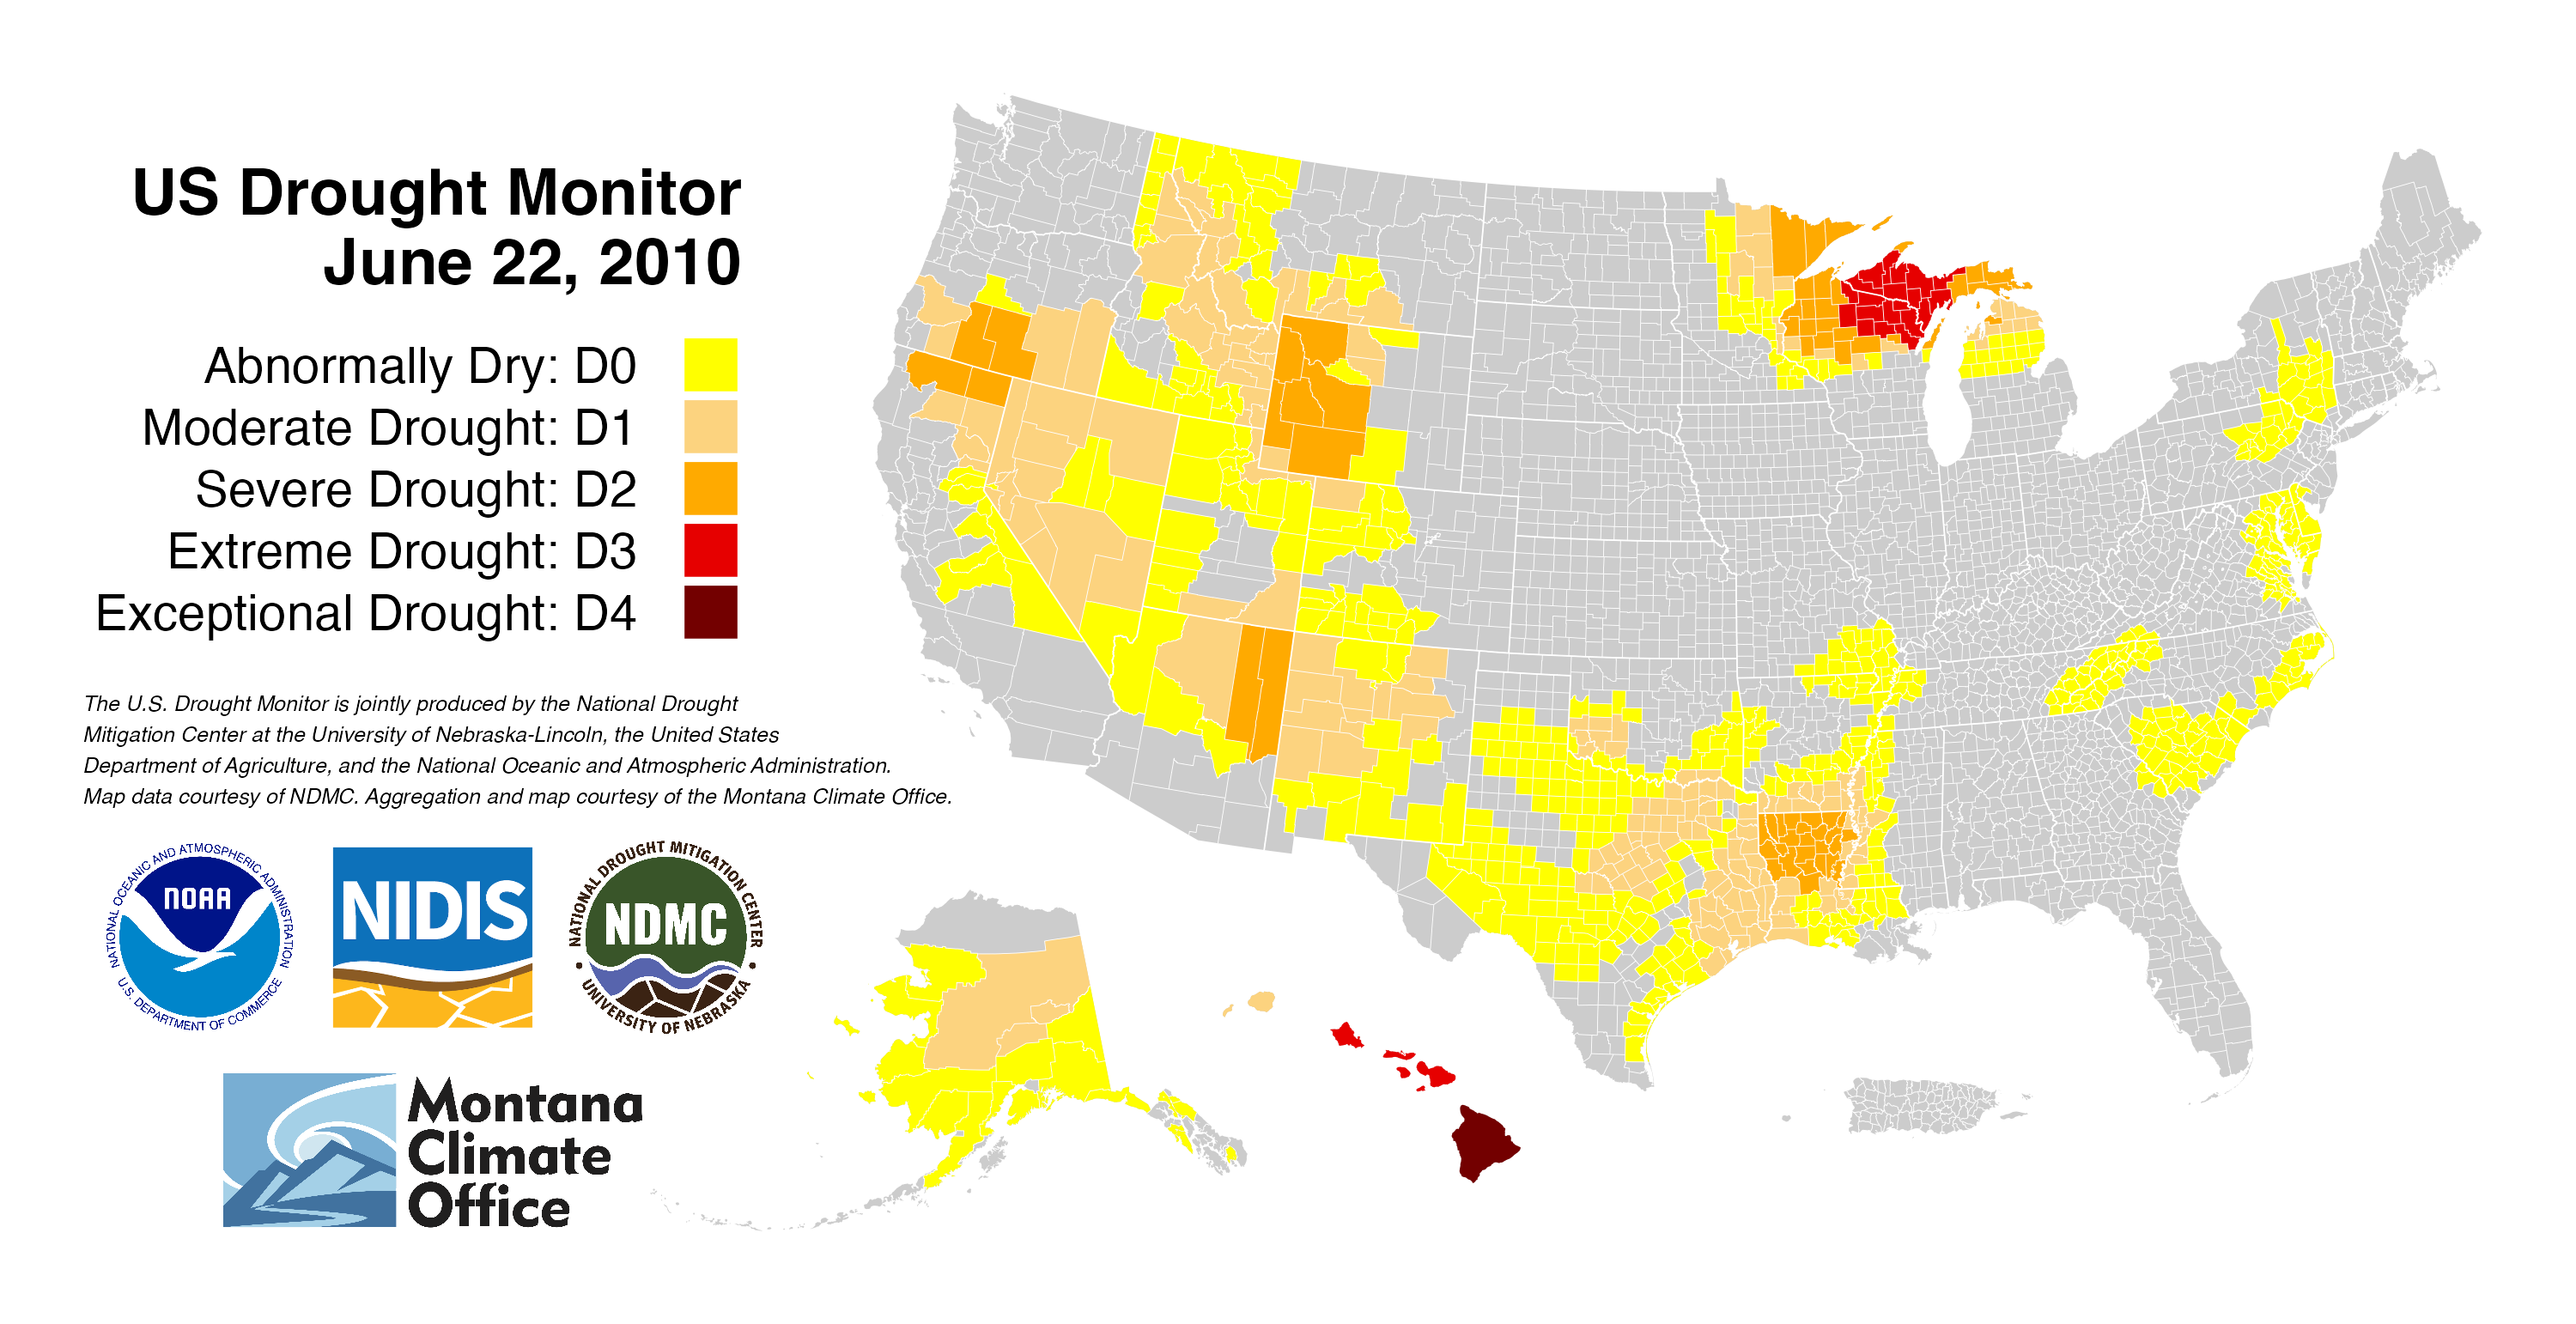 US Drought Monitor
June 22, 2010
Abnormally Dry: D0
Moderate Drought: D1
Severe Drought: D2
Extreme Drought: D3
Exceptional Drought: D4
The U.S. Drought Monitor is jointly produced by the National Drought
Mitigation Center at the University of Nebraska-Lincoln, the United States
Department of Agriculture, and the National Oceanic and Atmospheric Administration.
Map data courtesy of NDMC. Aggregation and map courtesy of the Montana Climate Office.
NATIONAL OCEANIC AND ATMOSPHERIC ADMINISTRATION
NOAA
U.S. DEPARTMENT OF COMMERCE
NIDIS
NATIONAL DROUGHT MITIGATION CENTER
NDMC
UNIVERSITY OF NEBRASKA
Montana
Climate
Office